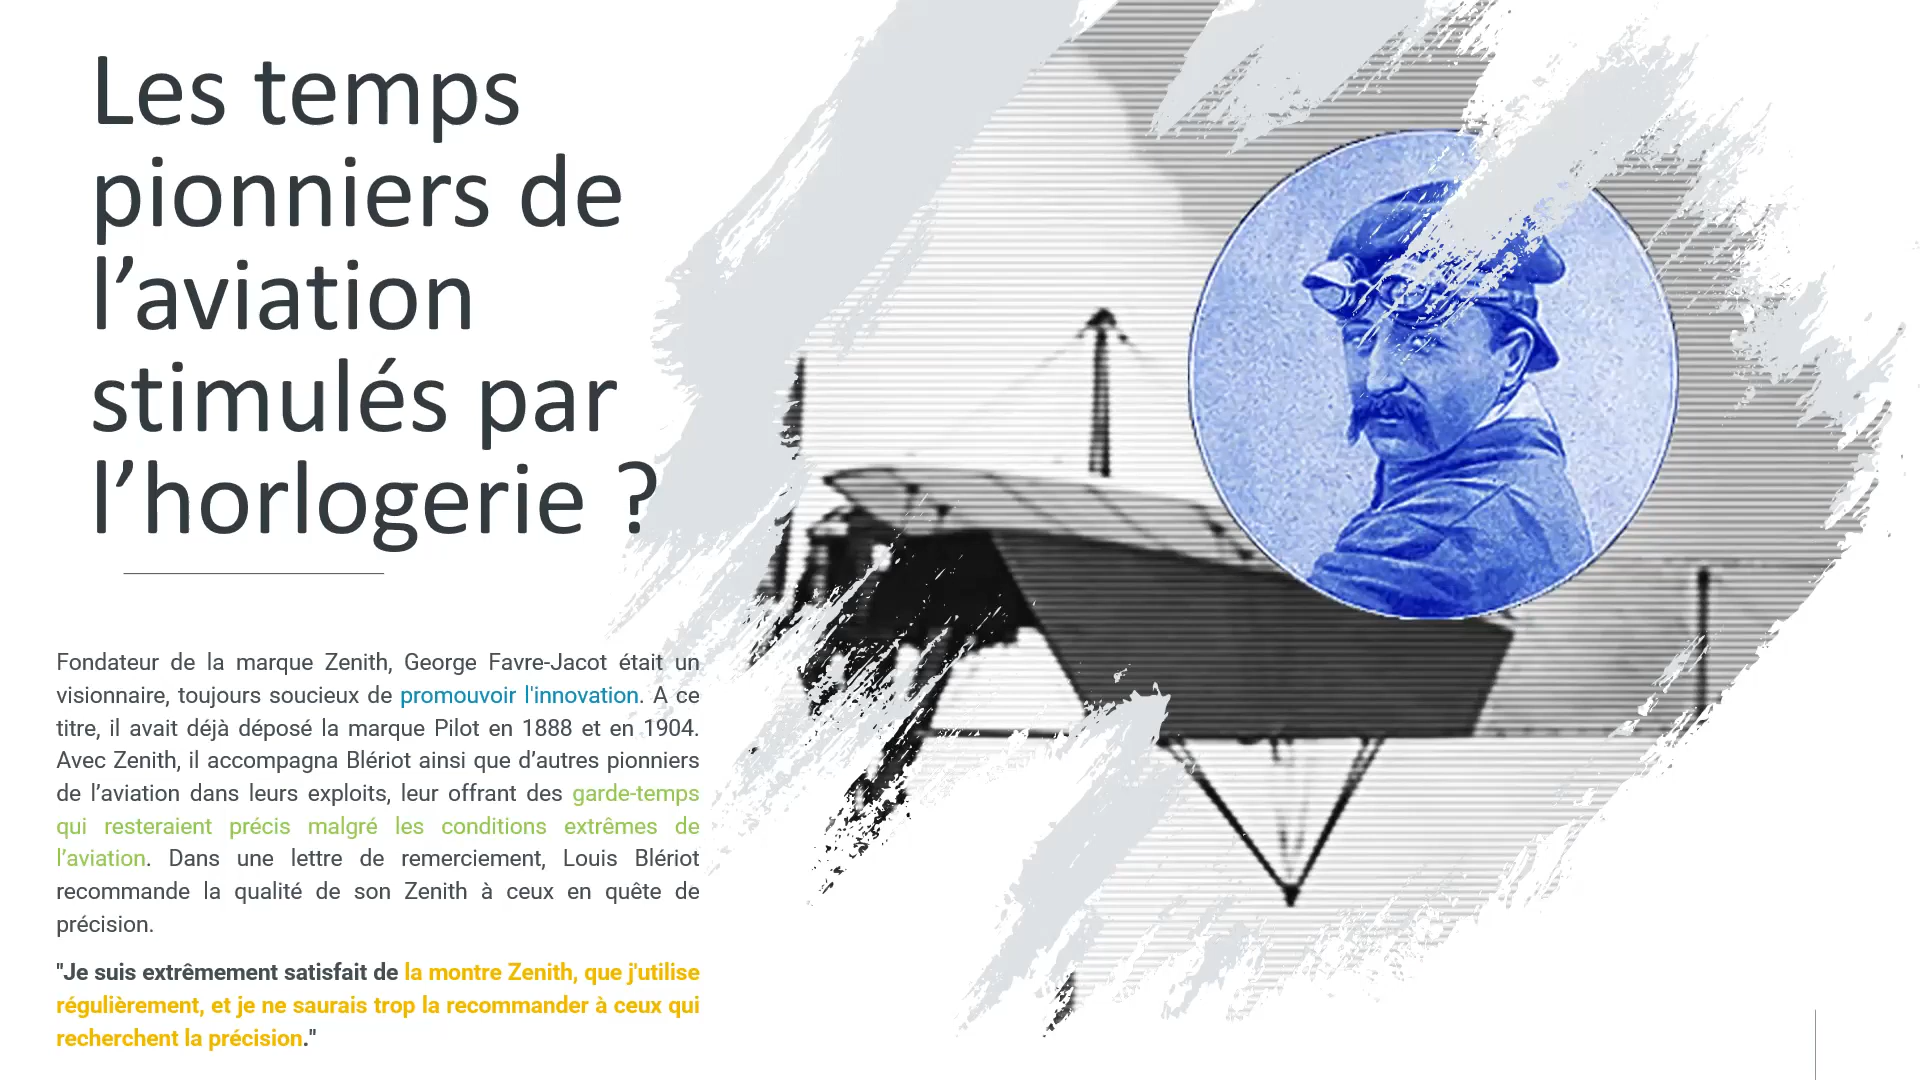 Les temps
pionniers de
l’aviation
stimulés par
l’horlogerie ?
Fondateur de la marque Zenith, George Favre-Jacot était un
visionnaire, toujours soucieux de promouvoir l'innovation. A ce
titre, il avait déjà déposé la marque Pilot en 1888 et en 1904.
Avec Zenith, il accompagna Blériot ainsi que d’autres pionniers
de l’aviation dans leurs exploits, leur offrant des garde-temps
qui resteraient précis malgré les conditions extrêmes de
l’aviation. Dans une lettre de remerciement, Louis Blériot
recommande la qualité de son Zenith à ceux en quête de
précision.
"Je suis extrêmement satisfait de la montre Zenith, que j'utilise
régulièrement, et je ne saurais trop la recommander à ceux qui
recherchent la précision."